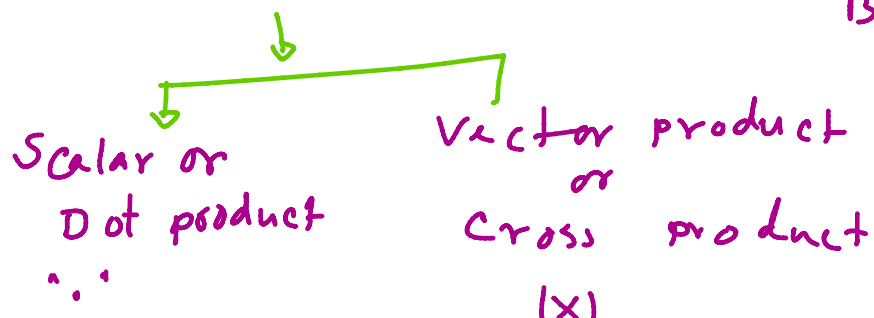 Scalar or
Dot product
"."
Vector product
or
Cross product
(x)